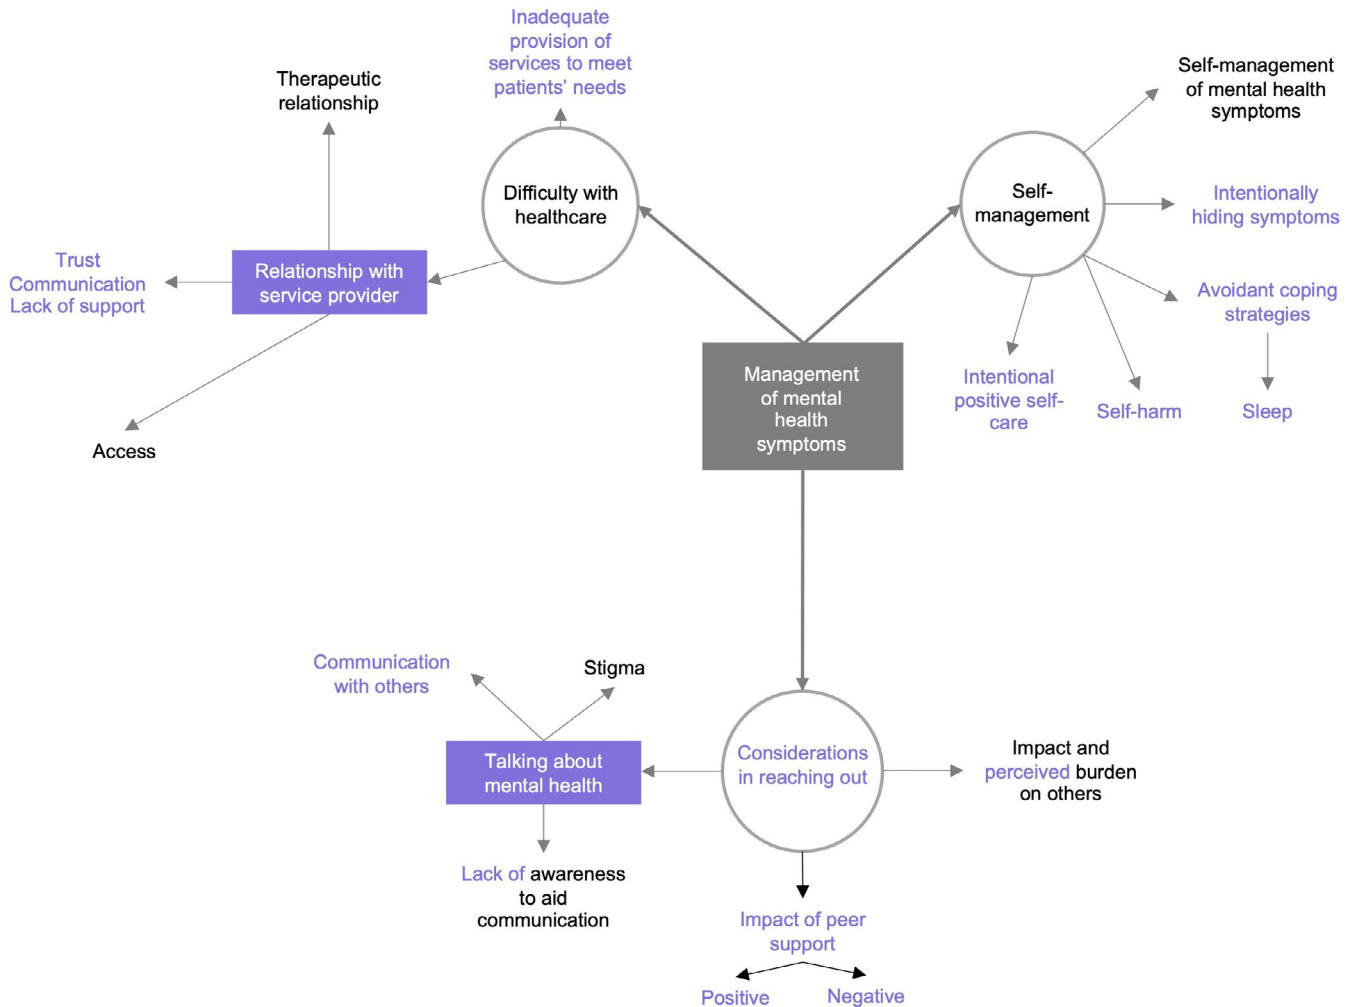 Inadequate
provision of
services to meet
patients’ needs
Therapeutic
relationship
Self-management
of mental health
symptoms
Difficulty with
healthcare
Self-
management
Intentionally
hiding symptoms
Trust
Communication
Lack of support
Relationship with
service provider
Avoidant coping
strategies
Management
of mental
health
symptoms
Intentional
positive self-
care
Self-harm
Sleep
Access
Communication
with others
Stigma
Talking about
mental health
Considerations
in reaching out
Impact and
perceived burden
on others
Lack of awareness
to aid
communication
Impact of peer
support
Positive
Negative